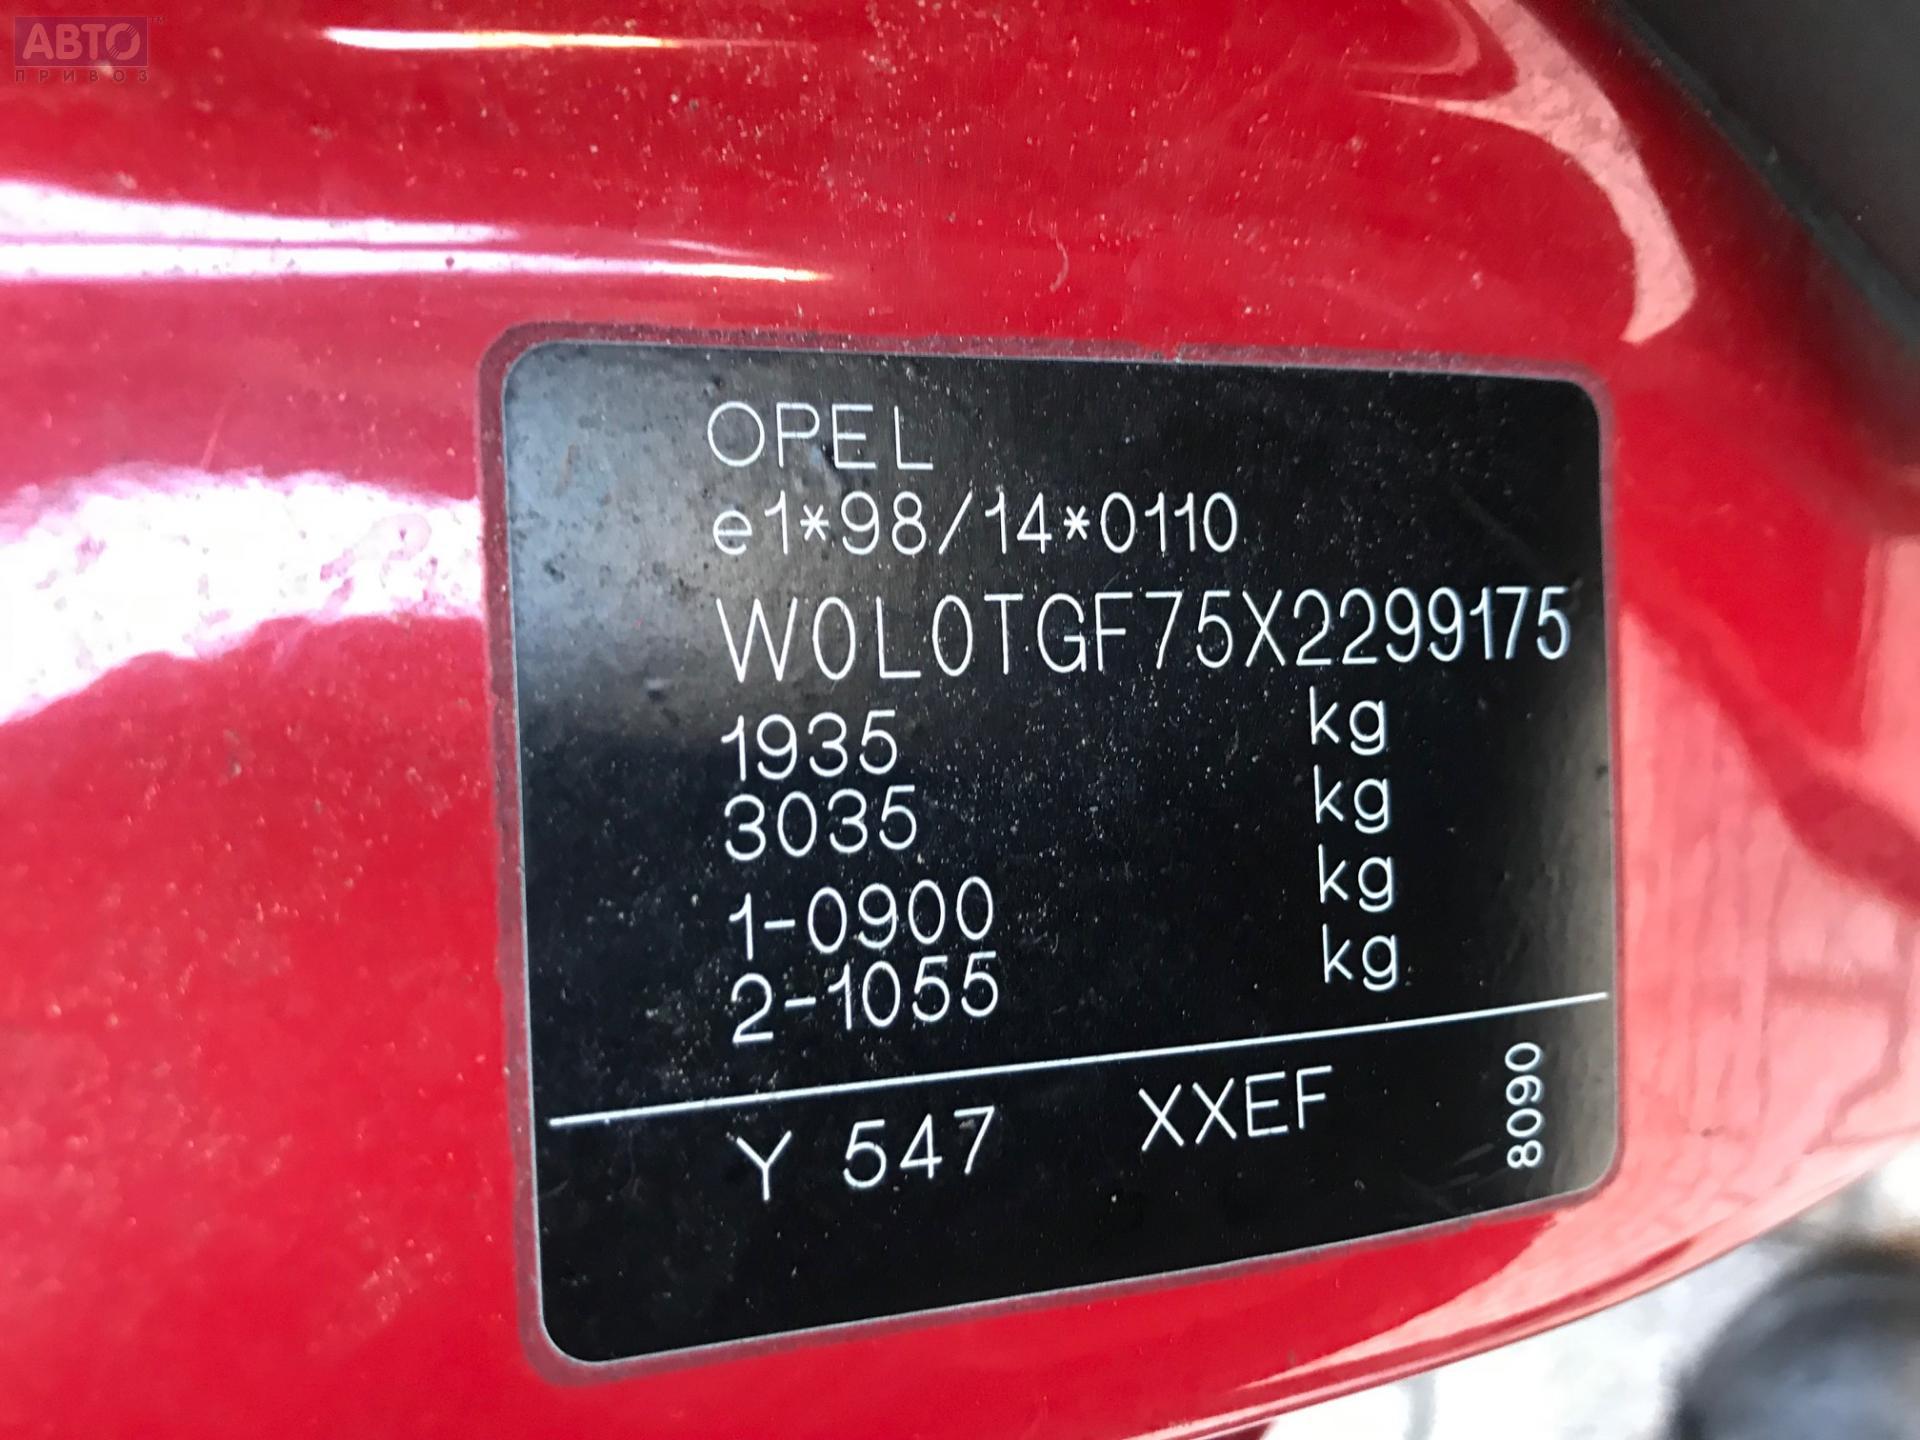 АВТО
ПРИВОЗ
OPEL
e1*98/14*0110
W0L0TGF75X2299175
1935 kg
3035 kg
1-0900 kg
2-1055 kg
Y 547 XXEF 8090